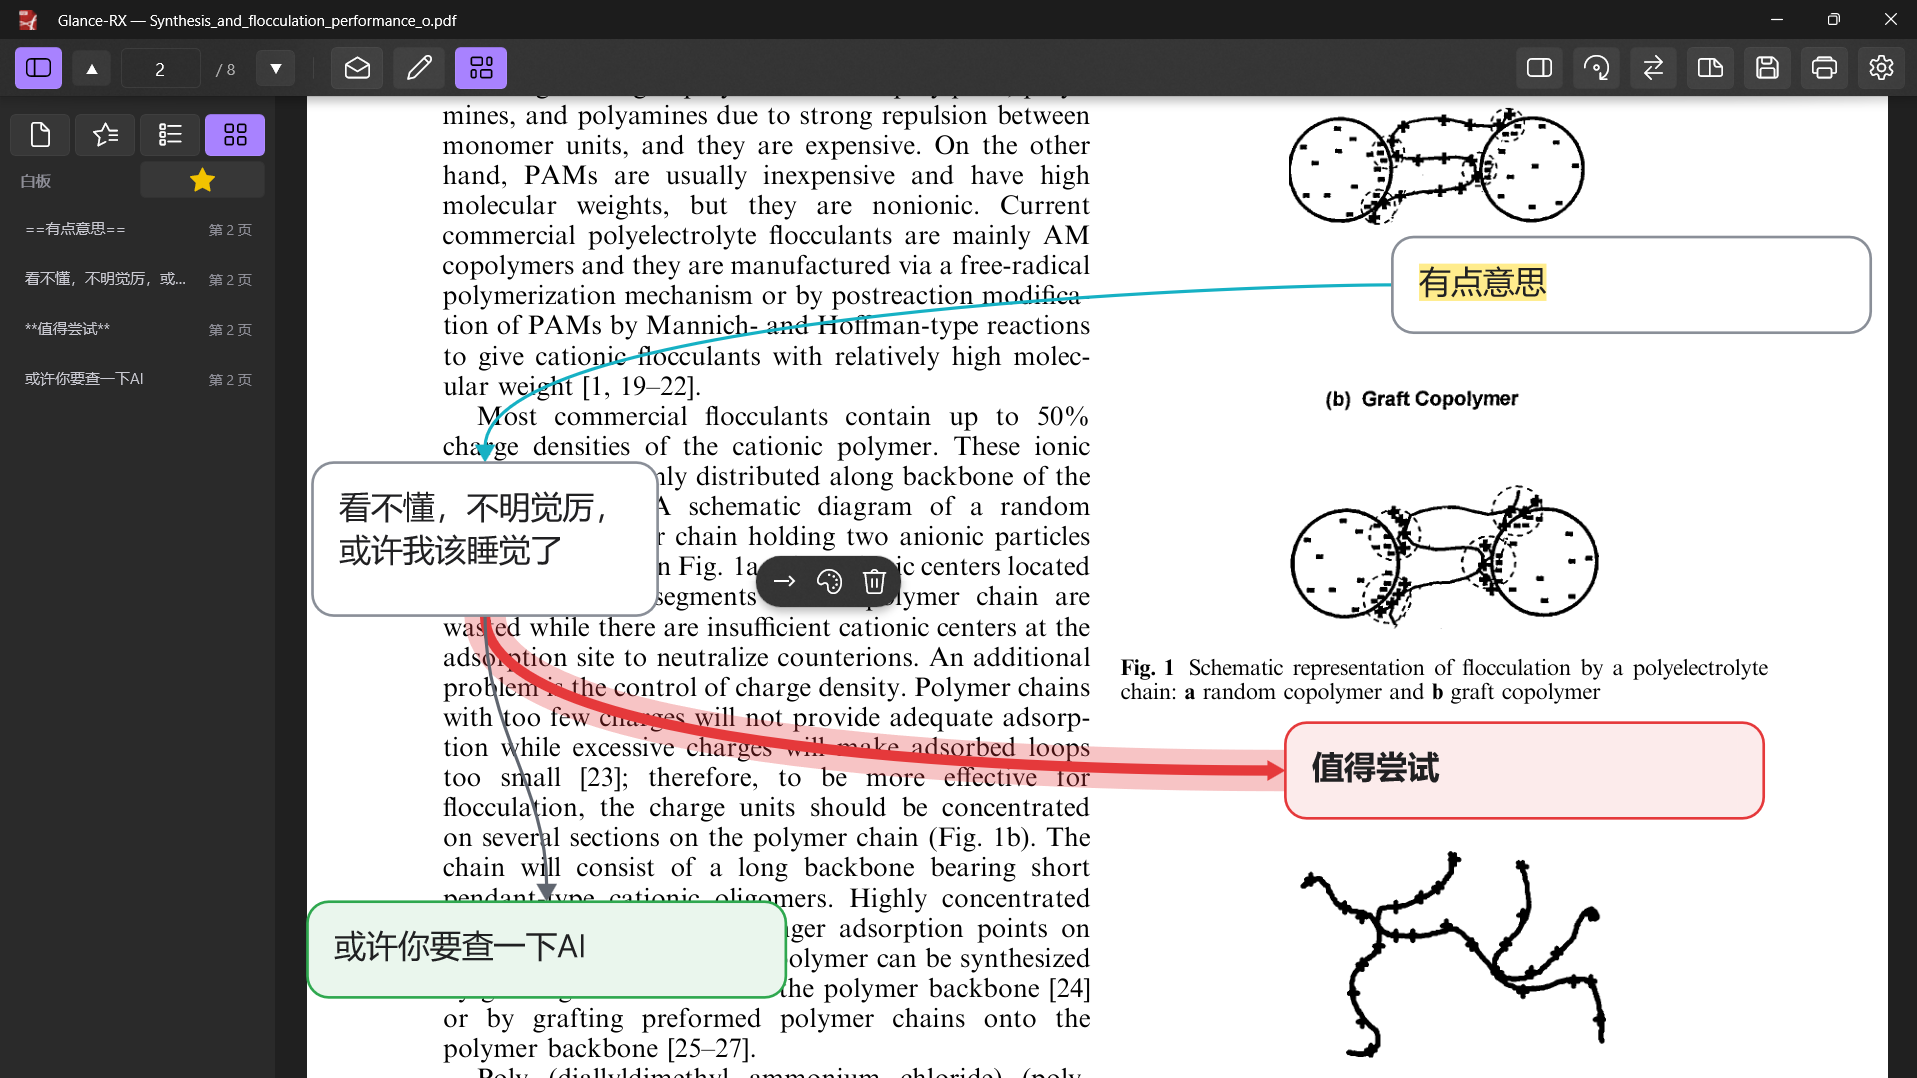 Glance-RX — Synthesis_and_flocculation_performance_o.pdf
2
/ 8
白板
==有点意思==
第 2 页
看不懂，不明觉厉，或...
第 2 页
**值得尝试**
第 2 页
或许你要查一下AI
第 2 页
mines, and polyamines due to strong repulsion between
monomer units, and they are expensive. On the other
hand, PAMs are usually inexpensive and have high
molecular weights, but they are nonionic. Current
commercial polyelectrolyte flocculants are mainly AM
copolymers and they are manufactured via a free-radical
polymerization mechanism or by postreaction modifica-
tion of PAMs by Mannich- and Hoffman-type reactions
to give cationic flocculants with relatively high molec-
ular weight [1, 19–22].
Most commercial flocculants contain up to 50%
charge densities of the cationic polymer. These ionic
distributed along backbone of the
A schematic diagram of a random
chain holding two anionic particles
Fig. 1a
centers located
segments
polymer chain are
wasted while there are insufficient cationic centers at the
adsorption site to neutralize counterions. An additional
problem is the control of charge density. Polymer chains
with too few charges will not provide adequate adsorp-
tion while excessive charges will make adsorbed loops
too small [23]; therefore, to be more effective for
flocculation, the charge units should be concentrated
on several sections on the polymer chain (Fig. 1b). The
chain will consist of a long backbone bearing short
pendant-type cationic oligomers. Highly concentrated
adsorption points on
can be synthesized
the polymer backbone [24]
or by grafting preformed polymer chains onto the
polymer backbone [25–27].
Poly (diallyldimethyl ammonium chloride) (poly-
看不懂，不明觉厉，
或许我该睡觉了
或许你要查一下AI
有点意思
(b) Graft Copolymer
Fig. 1 Schematic representation of flocculation by a polyelectrolyte
chain: a random copolymer and b graft copolymer
值得尝试